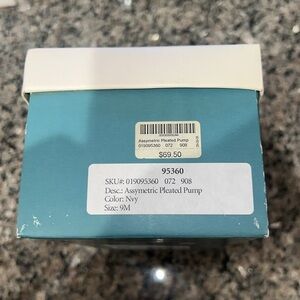 Assymetric Pleated Pump
019095360 072 908
$69.50
95360
SKU#: 019095360 072 908
Desc.: Assymetric Pleated Pump
Color: Nvy
Size: 9M